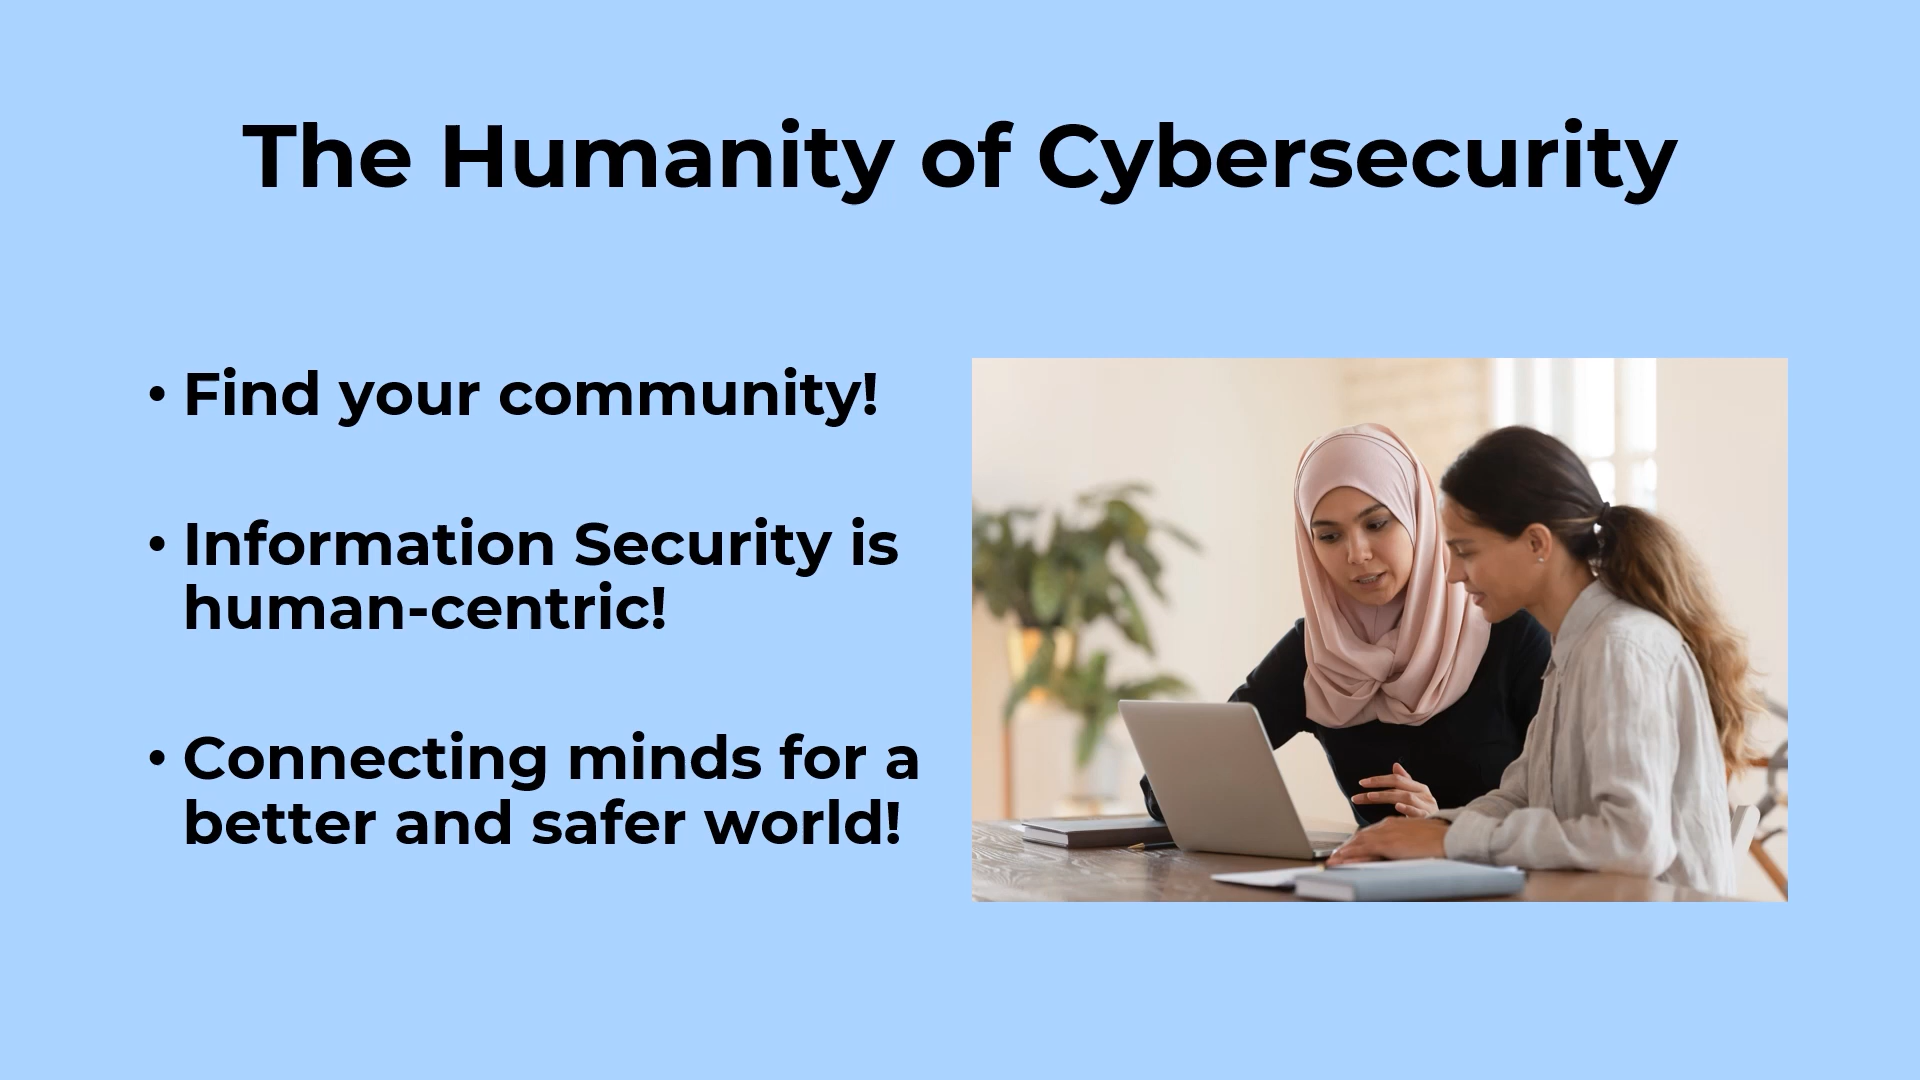 The Humanity of Cybersecurity
• Find your community!
• Information Security is
human-centric!
• Connecting minds for a
better and safer world!